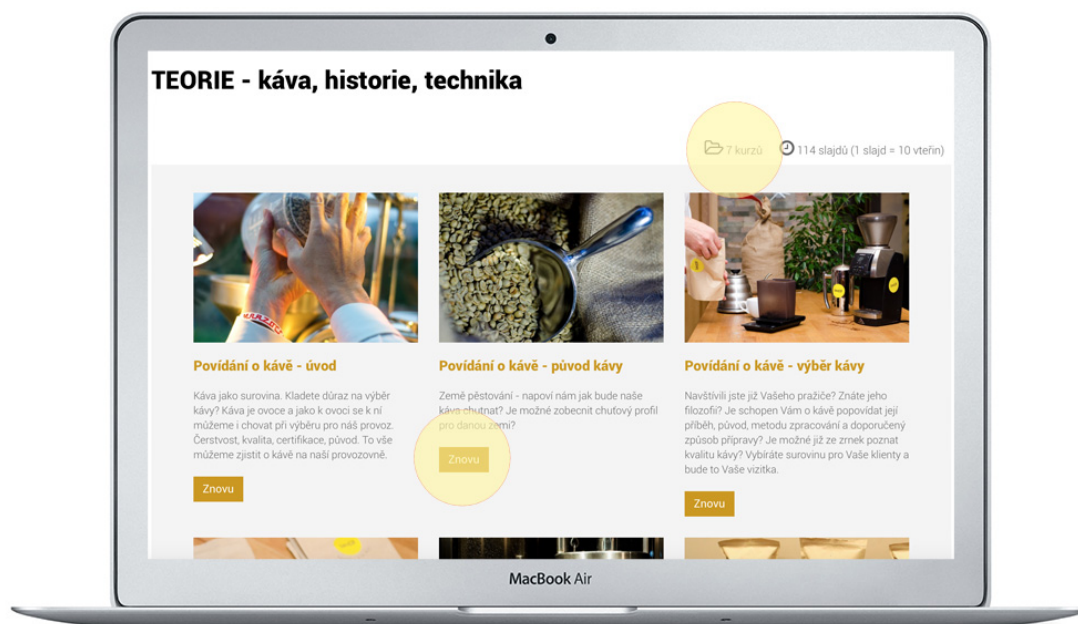 TEORIE - káva, historie, technika
7 kurzů
114 slajdů (1 slajd = 10 vteřin)
Povídání o kávě - úvod
Káva jako surovina. Kladete důraz na výběr
kávy? Káva je ovoce a jako k ovoci se k ní
můžeme i chovat při výběru pro náš provoz.
Čerstvost, kvalita, certifikace, původ. To vše
můžeme zjistit o kávě na naší provozovně.
Znovu
Povídání o kávě - původ kávy
Země pěstování - napoví nám jak bude naše
káva chutnat? Je možné zobecnit chuťový profil
pro danou zemi?
Znovu
Povídání o kávě - výběr kávy
Navštívili jste již Vašeho pražiče? Znáte jeho
filozofii? Je schopen Vám o kávě popovídat její
příběh, původ, metodu zpracování a doporučený
způsob přípravy? Je možné již ze zrnek poznat
kvalitu kávy? Vybíráte surovinu pro Vaše klienty a
bude to Vaše vizitka.
Znovu
MacBook Air